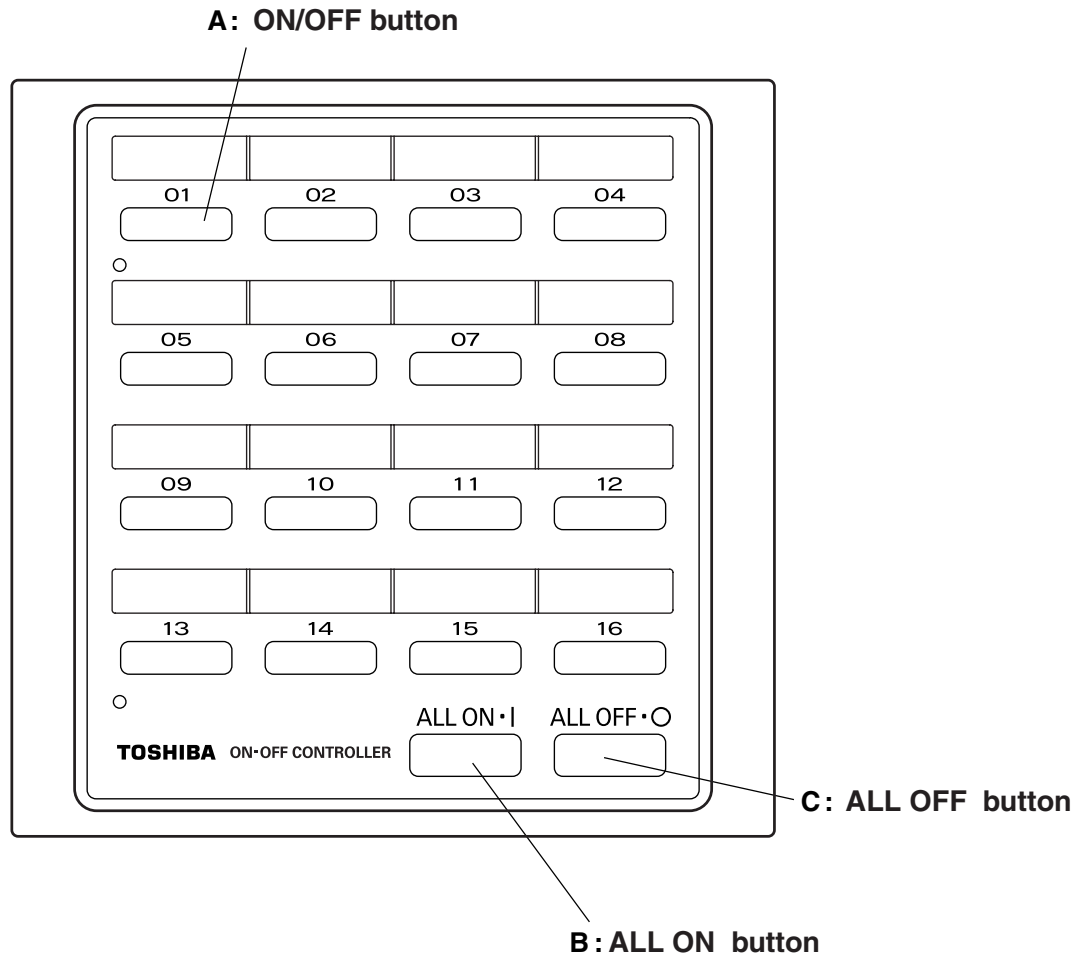 A: ON/OFF button
01 02 03 04
05 06 07 08
09 10 11 12
13 14 15 16
ALL ON・I ALL OFF・O
TOSHIBA ON-OFF CONTROLLER
C: ALL OFF button
B: ALL ON button